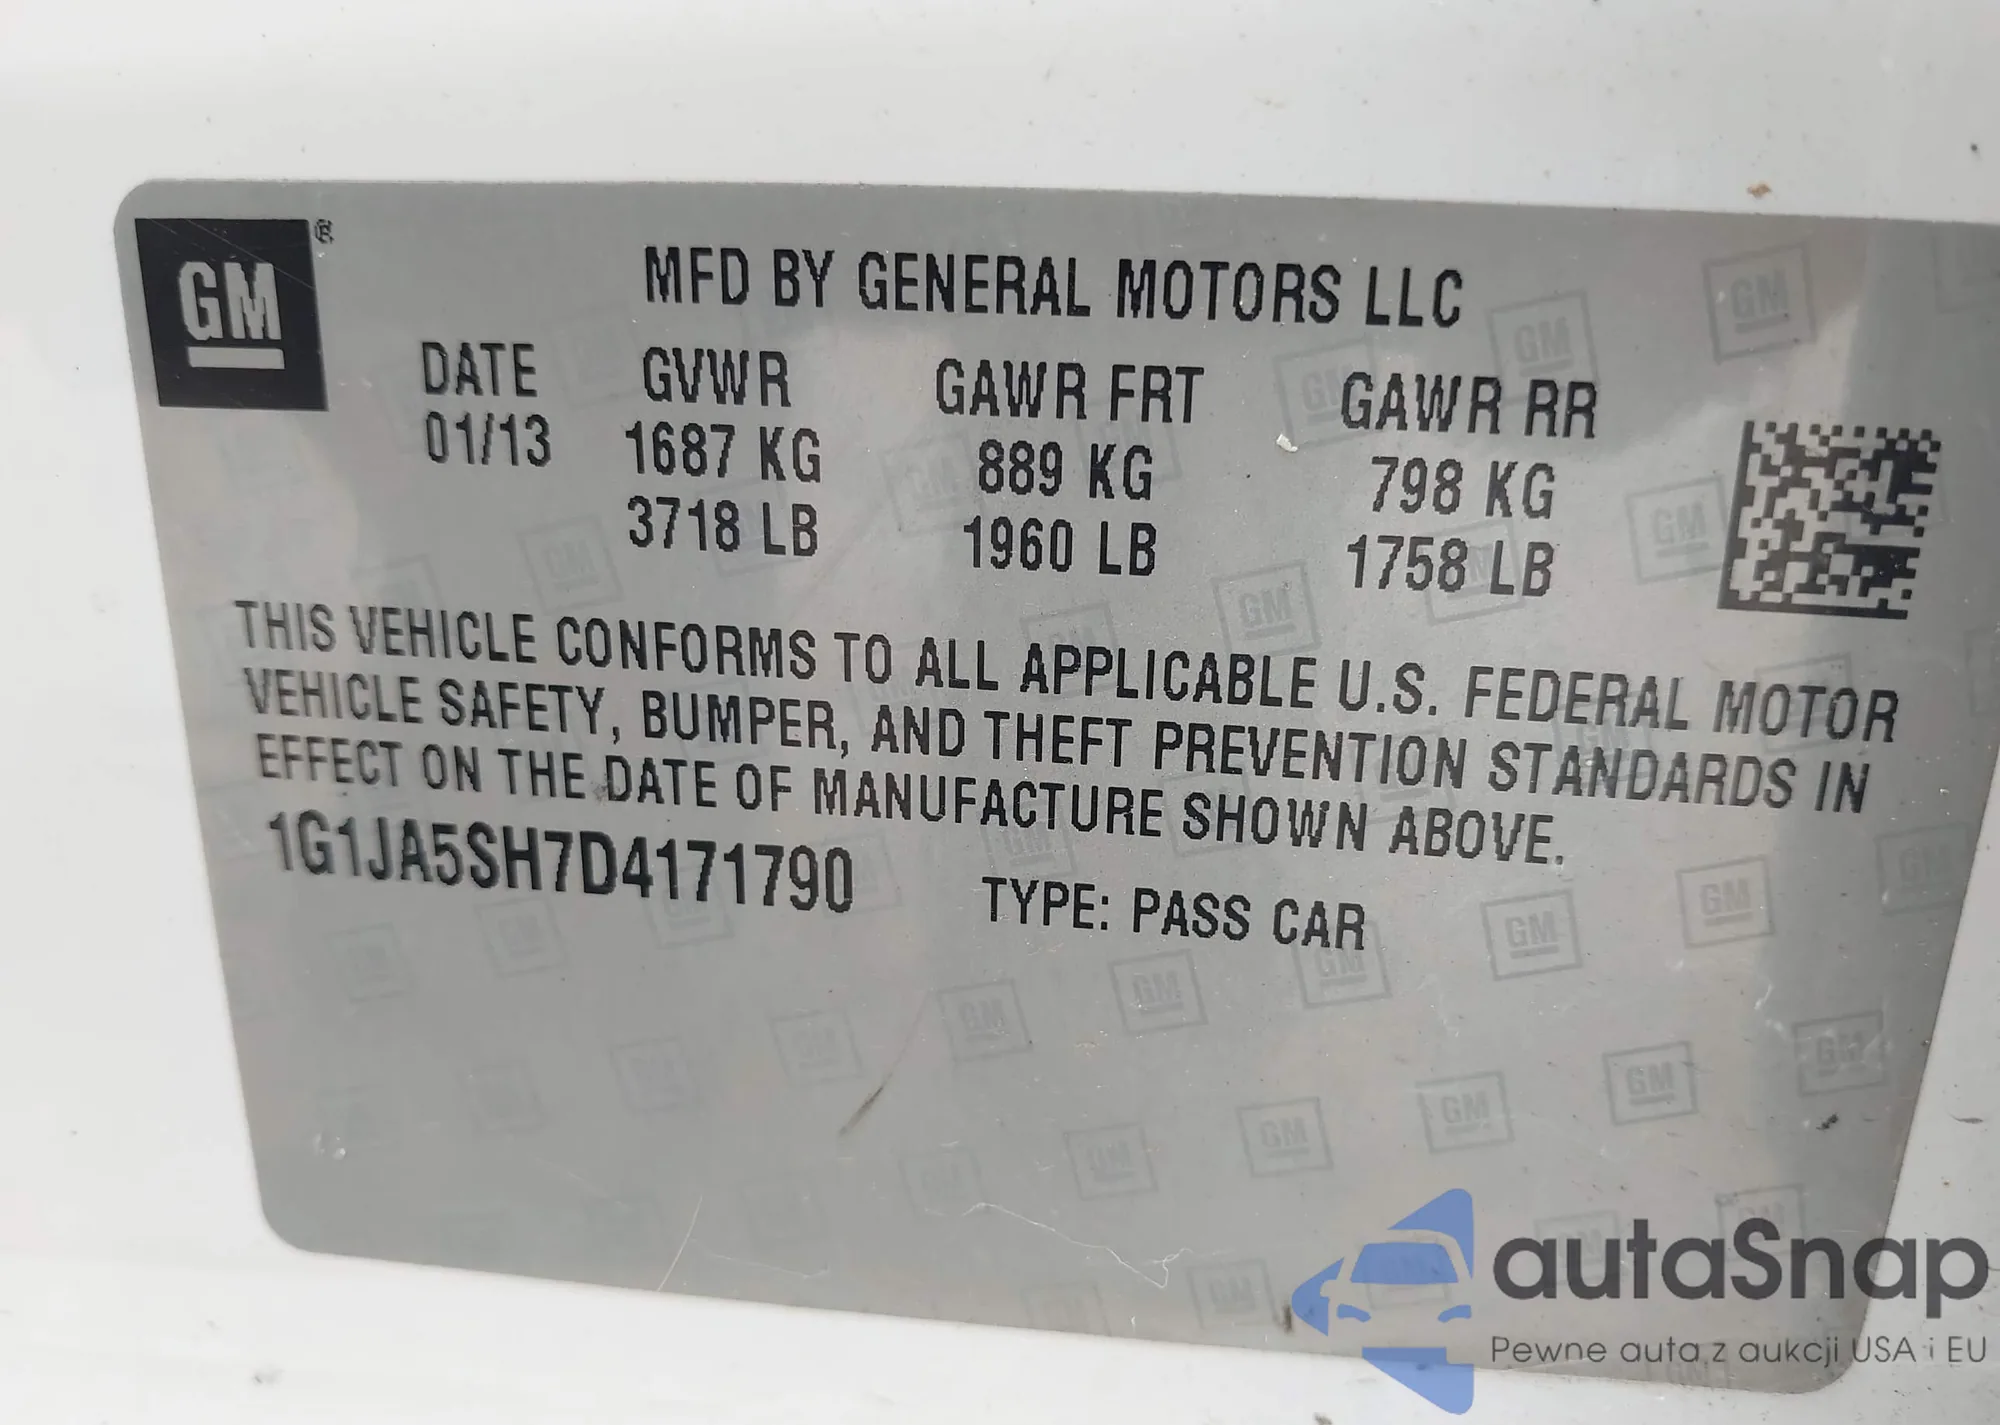 GM ®
MFD BY GENERAL MOTORS LLC
DATE GVWR GAWR FRT GAWR RR
01/13 1687 KG 889 KG 798 KG
3718 LB 1960 LB 1758 LB
THIS VEHICLE CONFORMS TO ALL APPLICABLE U.S. FEDERAL MOTOR
VEHICLE SAFETY, BUMPER, AND THEFT PREVENTION STANDARDS IN
EFFECT ON THE DATE OF MANUFACTURE SHOWN ABOVE.
1G1JA5SH7D4171790 TYPE: PASS CAR
autaSnap
Pewne auta z aukcji USA i EU